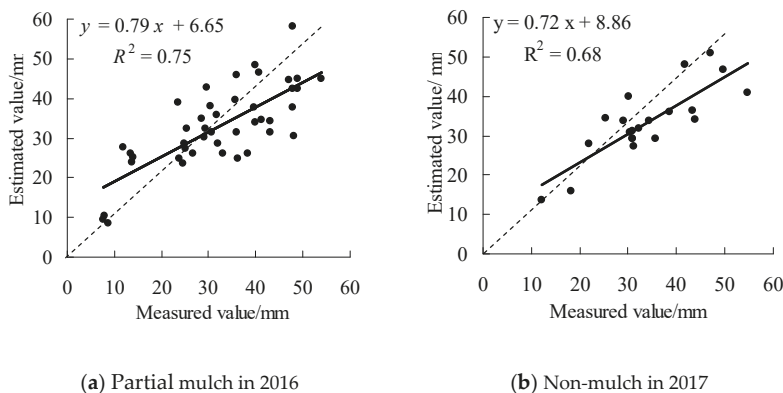 y = 0.79 x + 6.65
R² = 0.75
Estimated value/mm
60
50
40
30
20
10
0
0 10 20 30 40 50 60
Measured value/mm
(a) Partial mulch in 2016
y = 0.72 x + 8.86
R² = 0.68
Estimated value/ mm
60
50
40
30
20
10
0
0 10 20 30 40 50 60
Measured value/mm
(b) Non-mulch in 2017